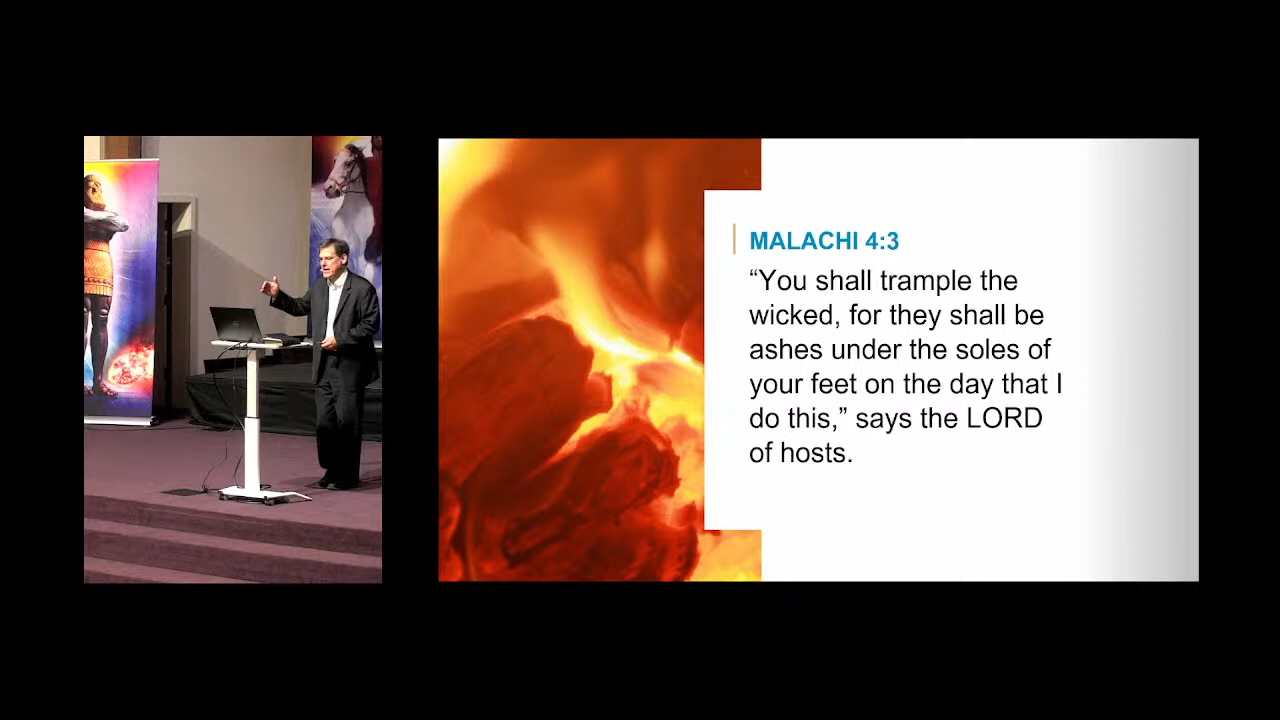 MALACHI 4:3
“You shall trample the
wicked, for they shall be
ashes under the soles of
your feet on the day that I
do this,” says the LORD
of hosts.